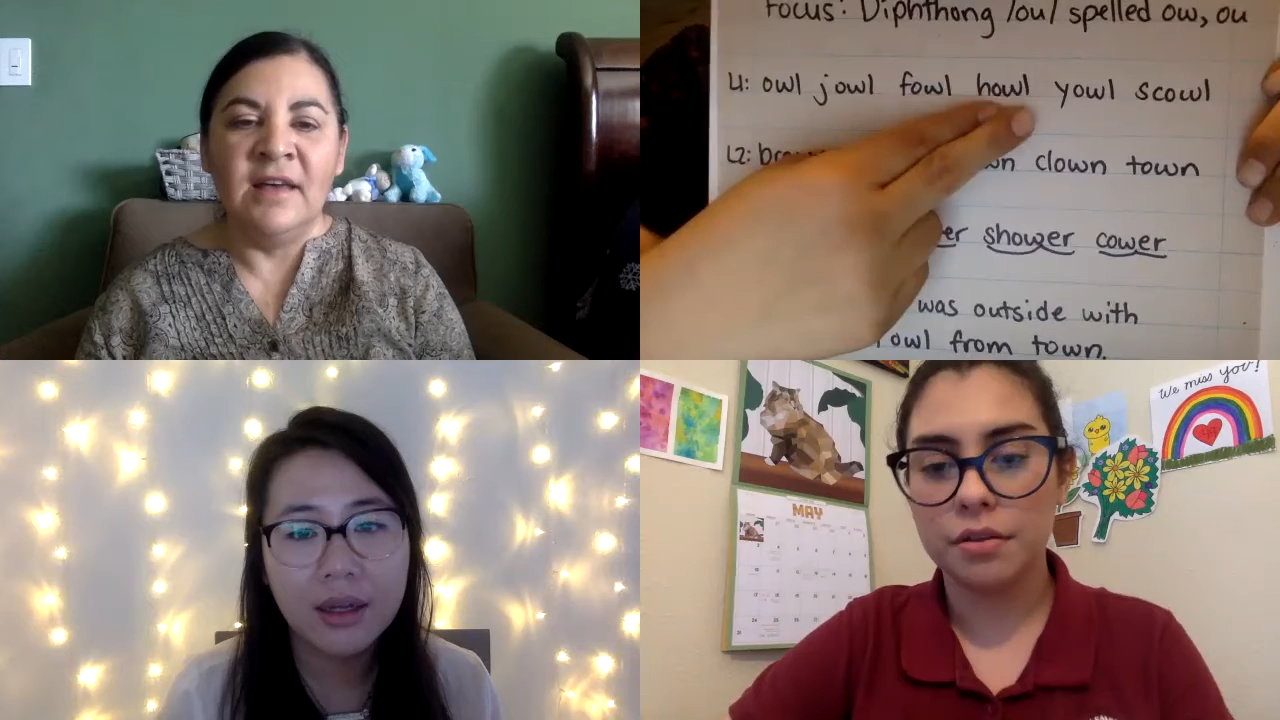 Focus: Diphthong /ou/ spelled ow, ou
L1: owl jowl fowl howl yowl scowl
L2: clown town
shower cower
was outside with
from town.
We miss you!
MAY